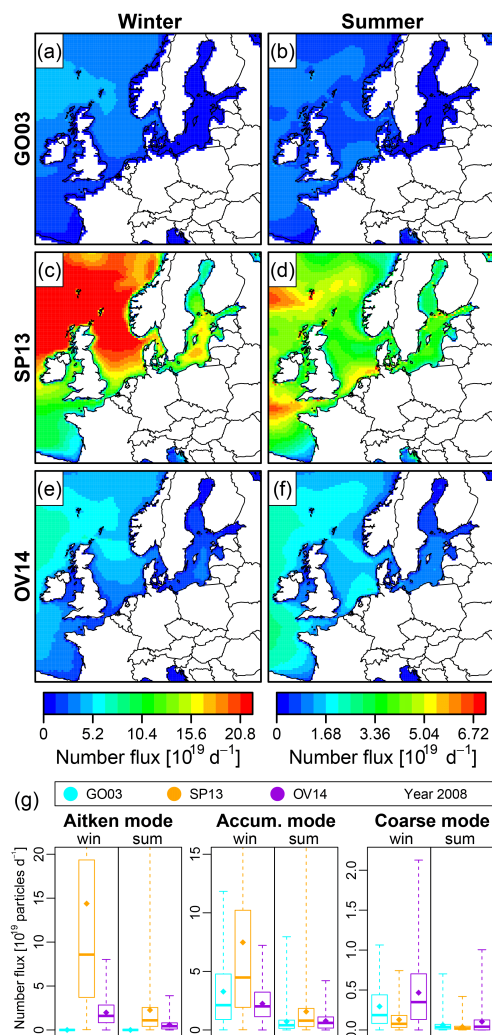 Winter Summer
(a) (b)
GO03
(c) (d)
SP13
(e) (f)
OV14
0 5.2 10.4 15.6 20.8 0 1.68 3.36 5.04 6.72
Number flux [10¹⁹ d⁻¹] Number flux [10¹⁹ d⁻¹]
(g) GO03 SP13 OV14 Year 2008
Aitken mode Accum. mode Coarse mode
win sum win sum win sum
Number flux [10¹⁹ particles d⁻¹]
20
15
10
5
0
15
10
5
0
2.0
1.5
1.0
0.5
0.0